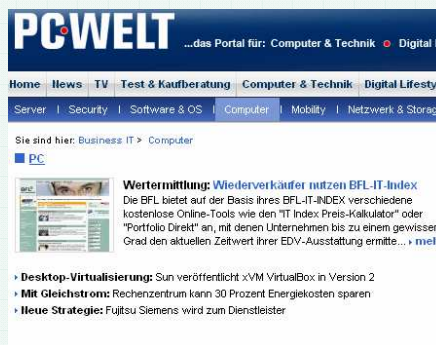 PC WELT ...das Portal für: Computer & Technik Digital
Home News TV Test & Kaufberatung Computer & Technik Digital Lifesty
Server | Security | Software & OS | Computer | Mobility | Netzwerk & Storag
Sie sind hier: Business IT > Computer
PC
Wertermittlung: Wiederverkäufer nutzen BFL-IT-Index
Die BFL bietet auf der Basis ihres BFL-IT-INDEX verschiedene
kostenlose Online-Tools wie den "IT Index Preis-Kalkulator" oder
"Portfolio Direkt" an, mit denen Unternehmen bis zu einem gewisser
Grad den aktuellen Zeitwert ihrer EDV-Ausstattung ermitte... › mel
› Desktop-Virtualisierung: Sun veröffentlicht xVM VirtualBox in Version 2
› Mit Gleichstrom: Rechenzentrum kann 30 Prozent Energiekosten sparen
› Neue Strategie: Fujitsu Siemens wird zum Dienstleister